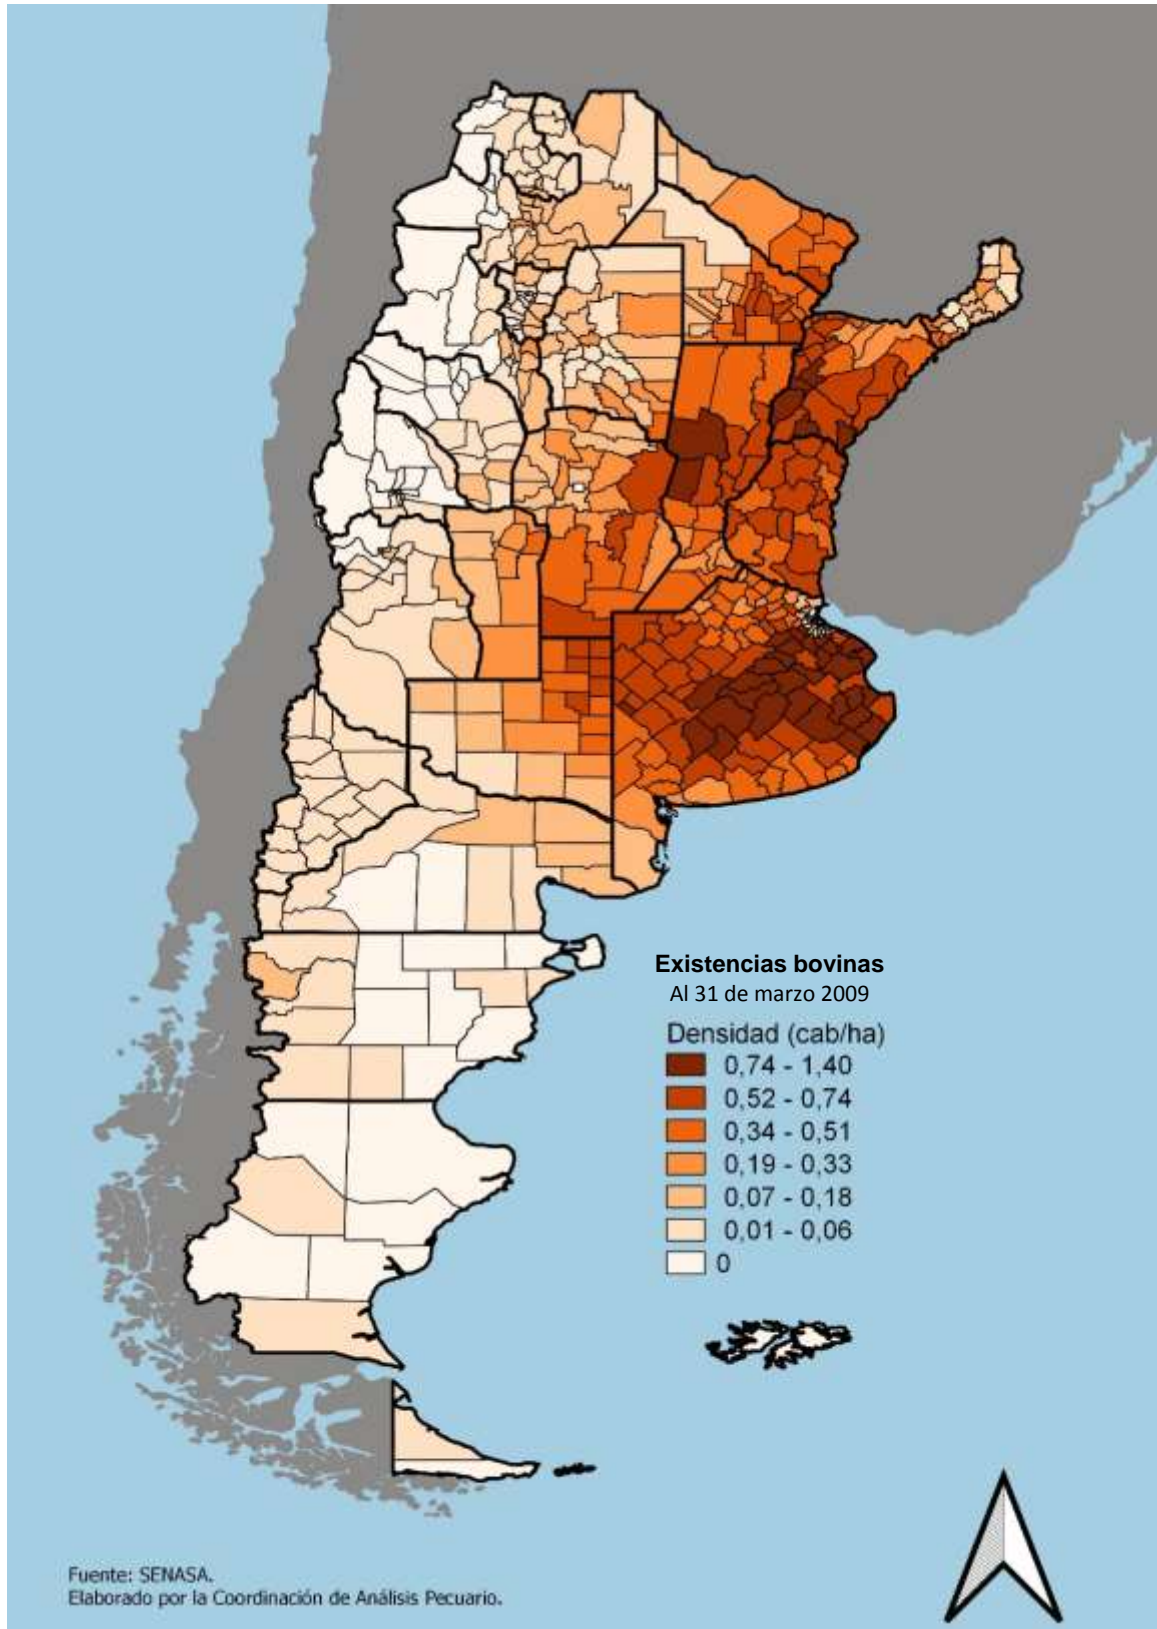 Existencias bovinas
Al 31 de marzo 2009
Densidad (cab/ha)
0,74 - 1,40
0,52 - 0,74
0,34 - 0,51
0,19 - 0,33
0,07 - 0,18
0,01 - 0,06
0
Fuente: SENASA.
Elaborado por la Coordinación de Análisis Pecuario.